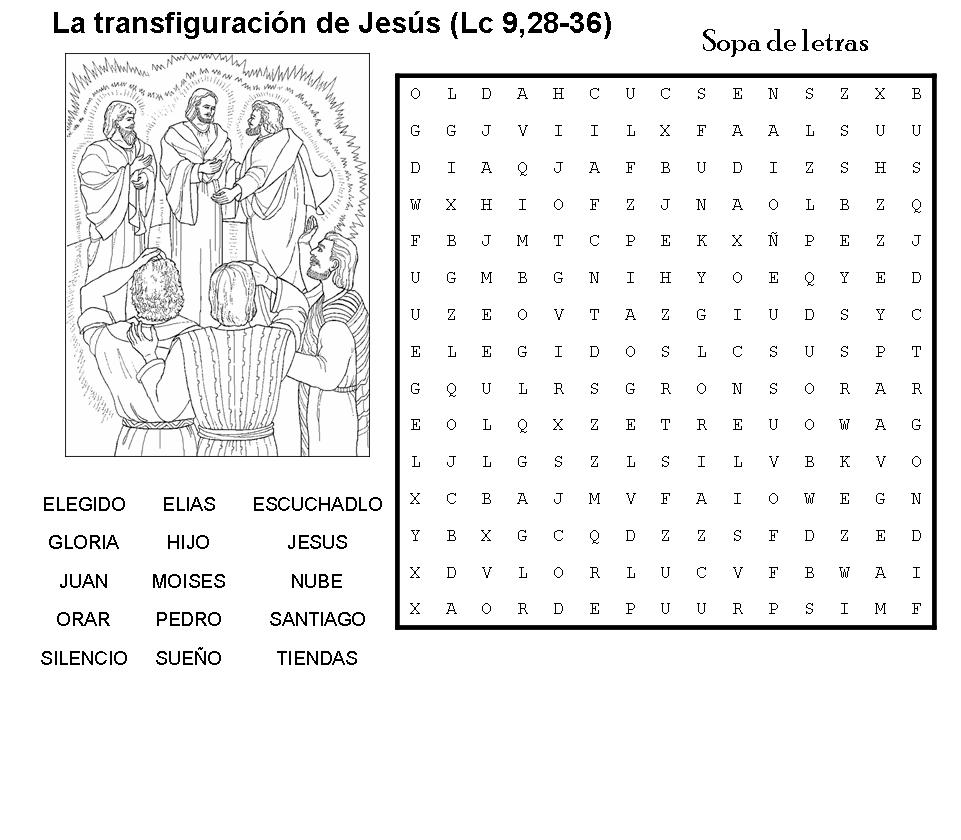 La transfiguración de Jesús (Lc 9,28-36)
Sopa de letras
O L D A H C U C S E N S Z X B
G G J V I I L X F A A L S U U
D I A Q J A F B U D I Z S H S
W X H I O F Z J N A O L B Z Q
F B J M T C P E K X Ñ P E Z J
U G M B G N I H Y O E Q Y E D
U Z E O V T A Z G I U D S Y C
E L E G I D O S L C S U S P T
G Q U L R S G R O N S O R A R
E O L Q X Z E T R E U O W A G
L J L G S Z L S I L V B K V O
X C B A J M V F A I O W E G N
Y B X G C Q D Z Z S F D Z E D
X D V L O R L U C V F B W A I
X A O R D E P U U R P S I M F
ELEGIDO ELIAS ESCUCHADLO
GLORIA HIJO JESUS
JUAN MOISES NUBE
ORAR PEDRO SANTIAGO
SILENCIO SUEÑO TIENDAS